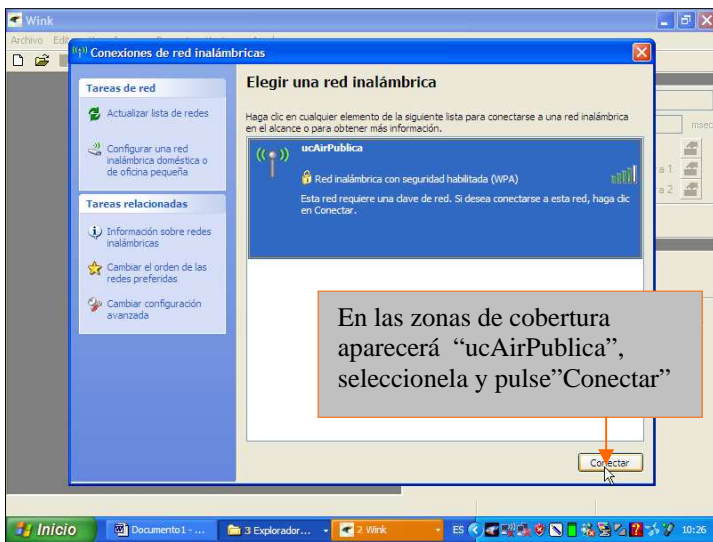 Wink
Archivo
Conexiones de red inalámbricas
Tareas de red
Actualizar lista de redes
Configurar una red
inalámbrica doméstica o
de oficina pequeña
Tareas relacionadas
Información sobre redes
inalámbricas
Cambiar el orden de las
redes preferidas
Cambiar configuración
avanzada
Elegir una red inalámbrica
Haga clic en cualquier elemento de la siguiente lista para conectarse a una red inalámbrica
en el alcance o para obtener más información.
ucAirPublica
Red inalámbrica con seguridad habilitada (WPA)
Esta red requiere una clave de red. Si desea conectarse a esta red, haga clic
en Conectar.
msec
a 1
a 2
En las zonas de cobertura
aparecerá “ucAirPublica”,
seleccionela y pulse”Conectar”
Conectar
Inicio
Documento1 - ...
3 Explorador...
2 Wink
ES
10:26